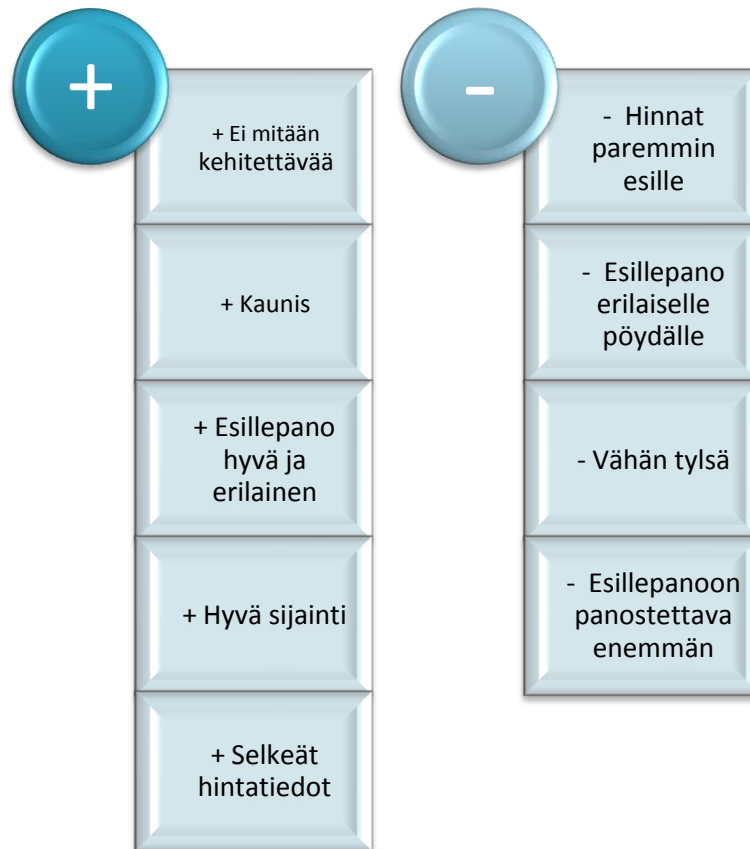 +
+ Ei mitään
kehitettävää
+ Kaunis
+ Esillepano
hyvä ja
erilainen
+ Hyvä sijainti
+ Selkeät
hintatiedot
-
- Hinnat
paremmin
esille
- Esillepano
erilaiselle
pöydälle
- Vähän tylsä
- Esillepanoon
panostettava
enemmän